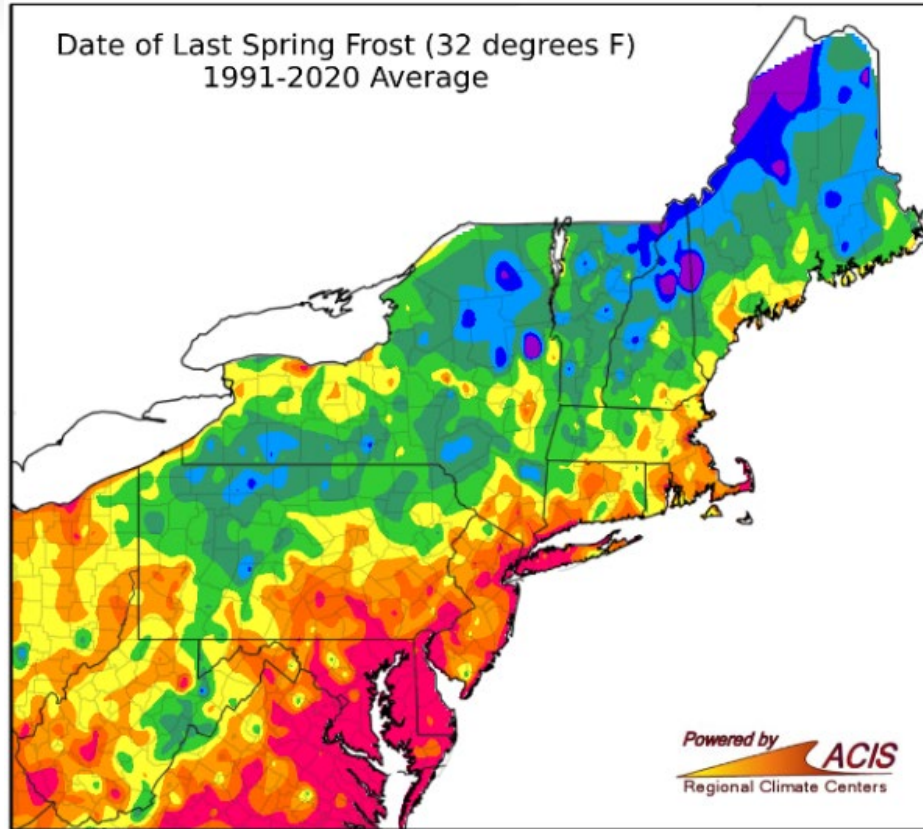 Date of Last Spring Frost (32 degrees F)
1991-2020 Average
Powered by
ACIS
Regional Climate Centers